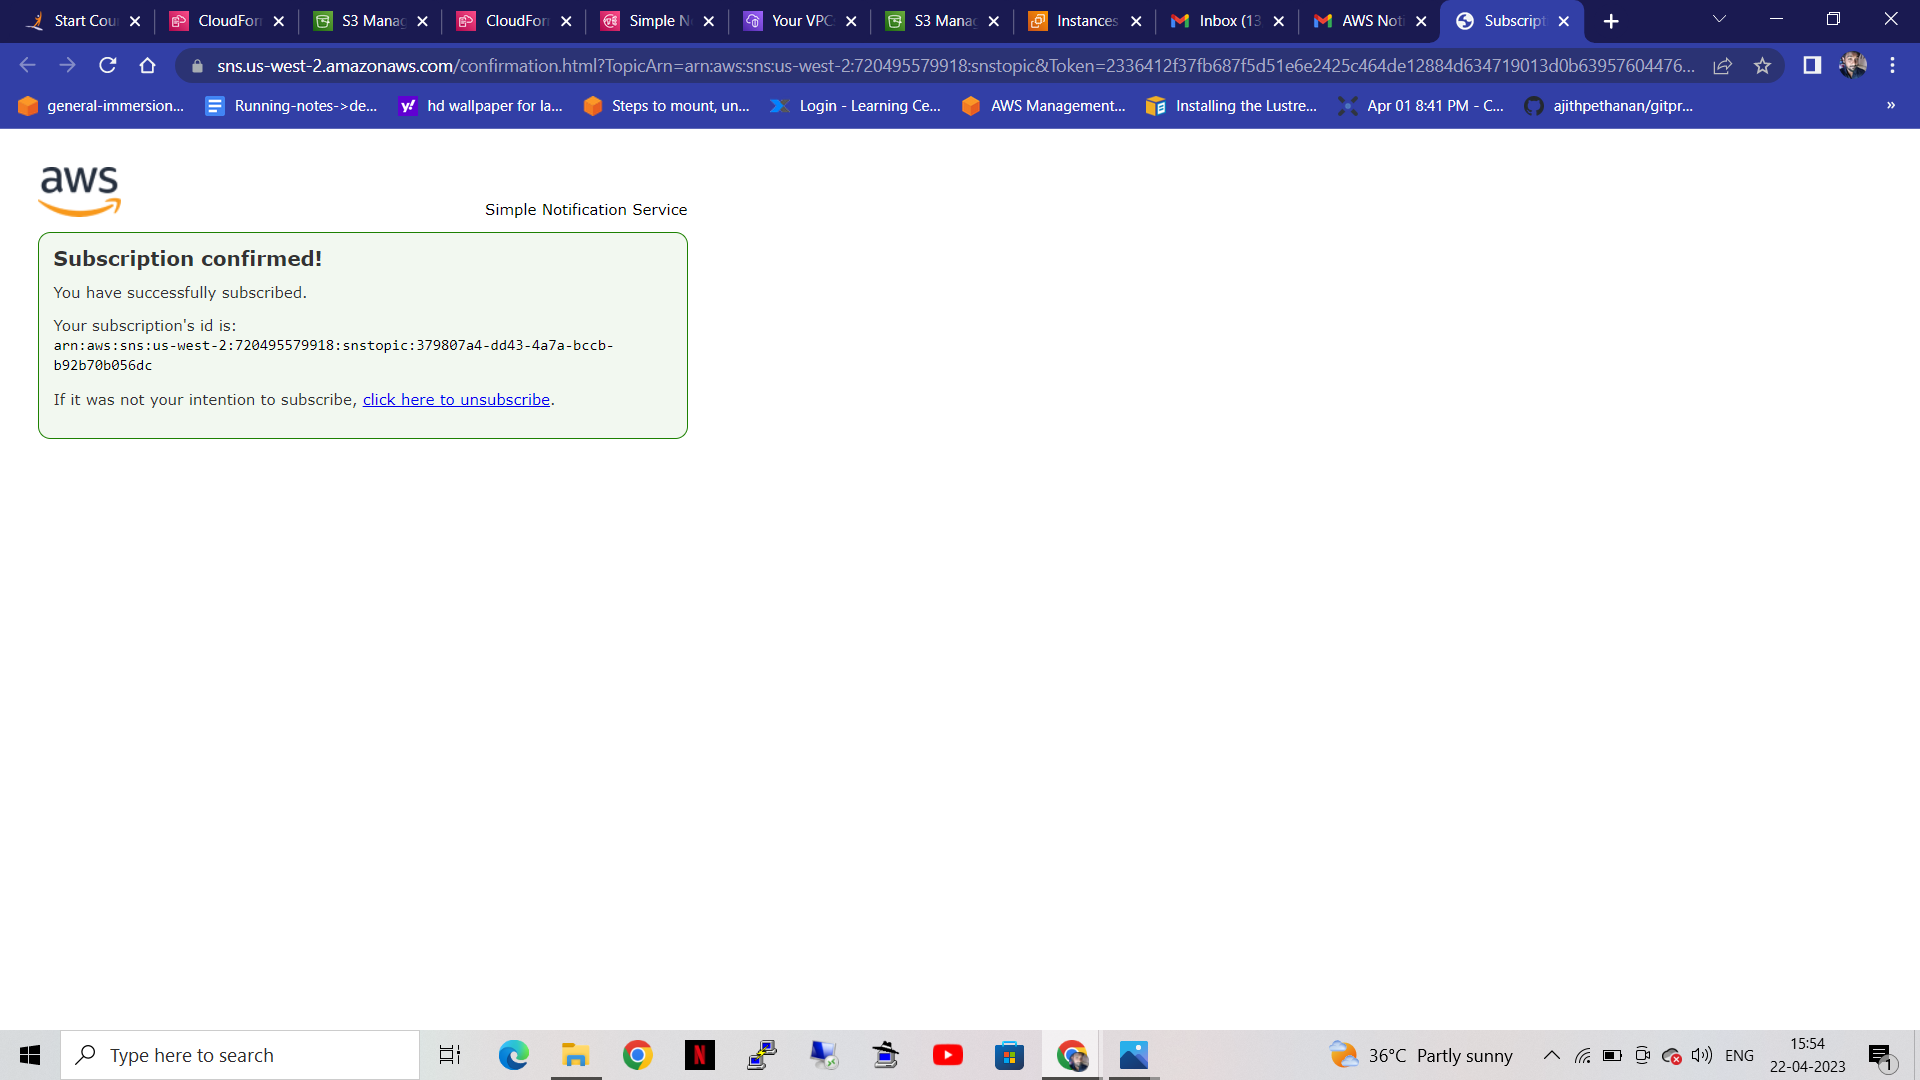 Start Cou
CloudForm
S3 Manag
CloudForm
Simple N
Your VPC
S3 Manag
Instances
Inbox (13
AWS Noti
Subscript
sns.us-west-2.amazonaws.com/confirmation.html?TopicArn=arn:aws:sns:us-west-2:720495579918:snstopic&Token=2336412f37fb687f5d51e6e2425c464de12884d634719013d0b63957604476...
general-immersion...
Running-notes->de...
hd wallpaper for la...
Steps to mount, un...
Login - Learning Ce...
AWS Management...
Installing the Lustre...
Apr 01 8:41 PM - C...
ajithpethanan/gitpr...
»
aws
Simple Notification Service
Subscription confirmed!
You have successfully subscribed.
Your subscription's id is:
arn:aws:sns:us-west-2:720495579918:snstopic:379807a4-dd43-4a7a-bccb-
b92b70b056dc
If it was not your intention to subscribe, click here to unsubscribe.
Type here to search
36°C Partly sunny
ENG
15:54
22-04-2023
1